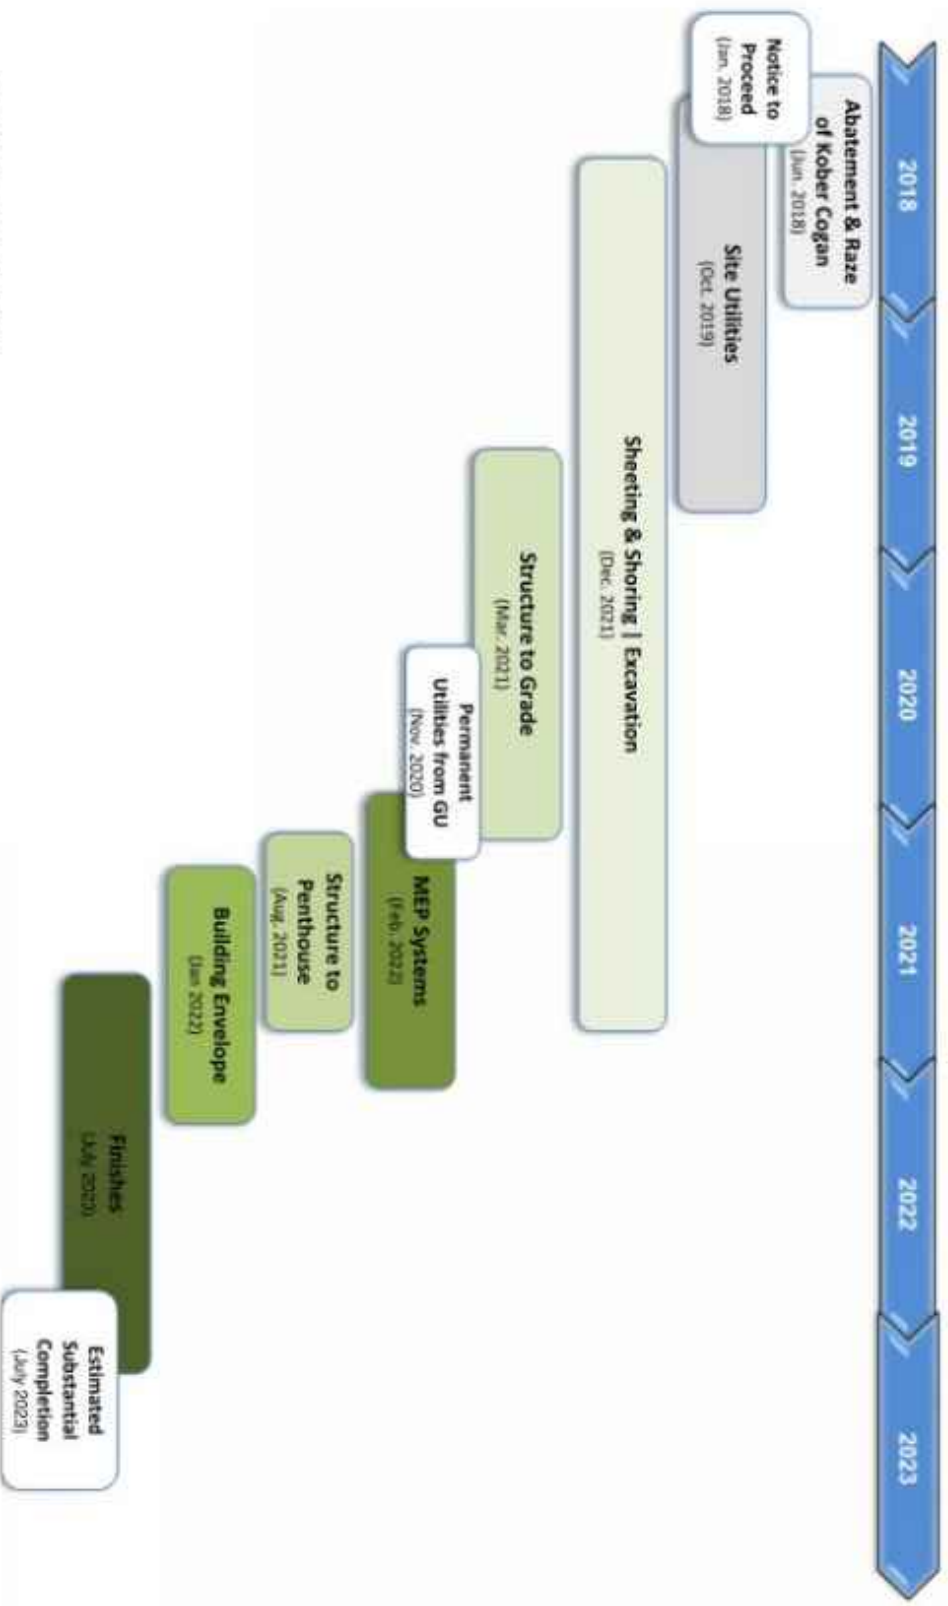 2018
2019
2020
2021
2022
2023
Abatement & Raze
of Kober Cogan
(Jun. 2018)
Notice to
Proceed
(Jan. 2018)
Site Utilities
(Oct. 2019)
Sheeting & Shoring | Excavation
(Dec. 2021)
Structure to Grade
(Mar. 2021)
Permanent
Utilities from GU
(Nov. 2020)
MEP Systems
(Feb. 2022)
Structure to
Penthouse
(Aug. 2021)
Building Envelope
(Jan 2022)
Finishes
(July
Estimated
Substantial
Completion
(July 2023)